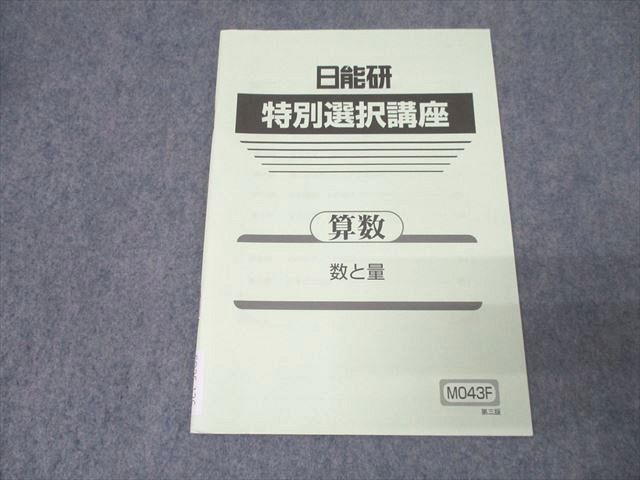 日能研
特別選択講座
算数
数と量
M043F
第三版